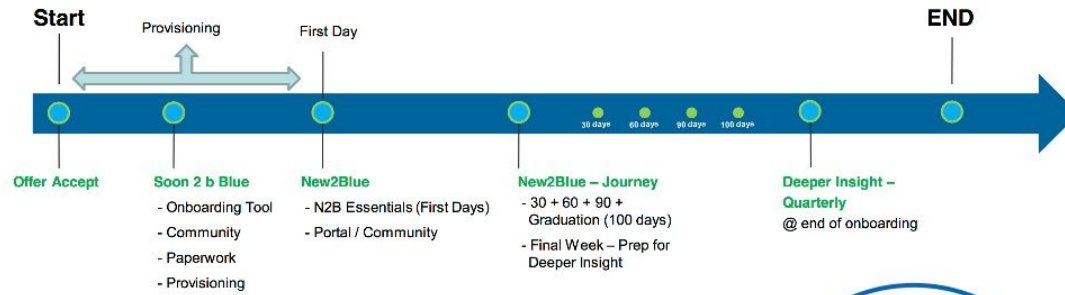 Start
END
Provisioning
First Day
30 days
60 days
90 days
100 days
Offer Accept
Soon 2 b Blue
- Onboarding Tool
- Community
- Paperwork
- Provisioning
New2Blue
- N2B Essentials (First Days)
- Portal / Community
New2Blue – Journey
- 30 + 60 + 90 +
Graduation (100 days)
- Final Week – Prep for
Deeper Insight
Deeper Insight –
Quarterly
@ end of onboarding